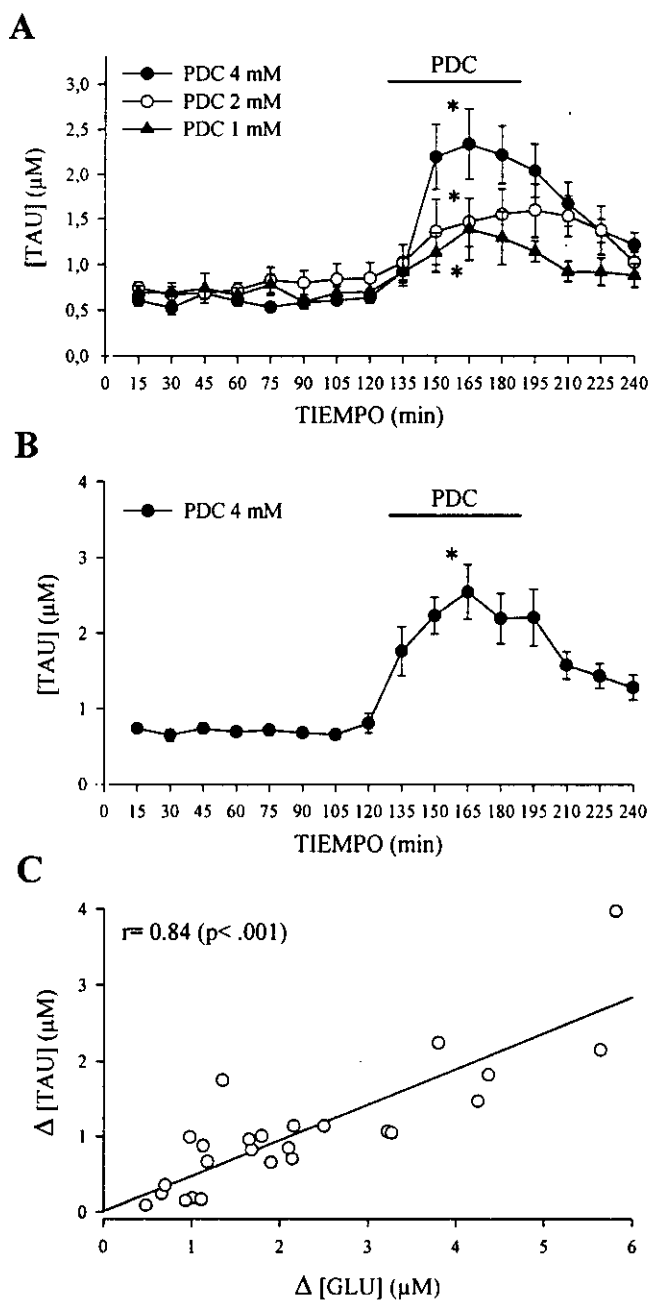 A
PDC 4 mM
PDC 2 mM
PDC 1 mM
PDC
*
*
*
[TAU] (μM)
3,0
2,5
2,0
1,5
1,0
0,5
0,0
0 15 30 45 60 75 90 105 120 135 150 165 180 195 210 225 240
TIEMPO (min)
B
PDC 4 mM
PDC
*
[TAU] (μM)
4
3
2
1
0
0 15 30 45 60 75 90 105 120 135 150 165 180 195 210 225 240
TIEMPO (min)
C
r= 0.84 (p< .001)
Δ [TAU] (μM)
4
3
2
1
0
0 1 2 3 4 5 6
Δ [GLU] (μM)